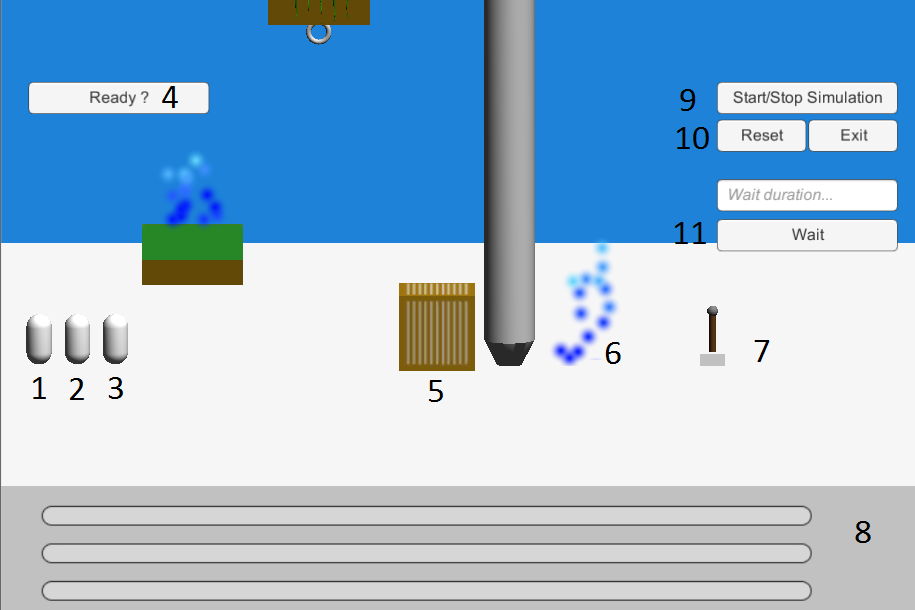 Ready ? 4
9 Start/Stop Simulation
10 Reset Exit
Wait duration...
11 Wait
6
7
1 2 3
5
8